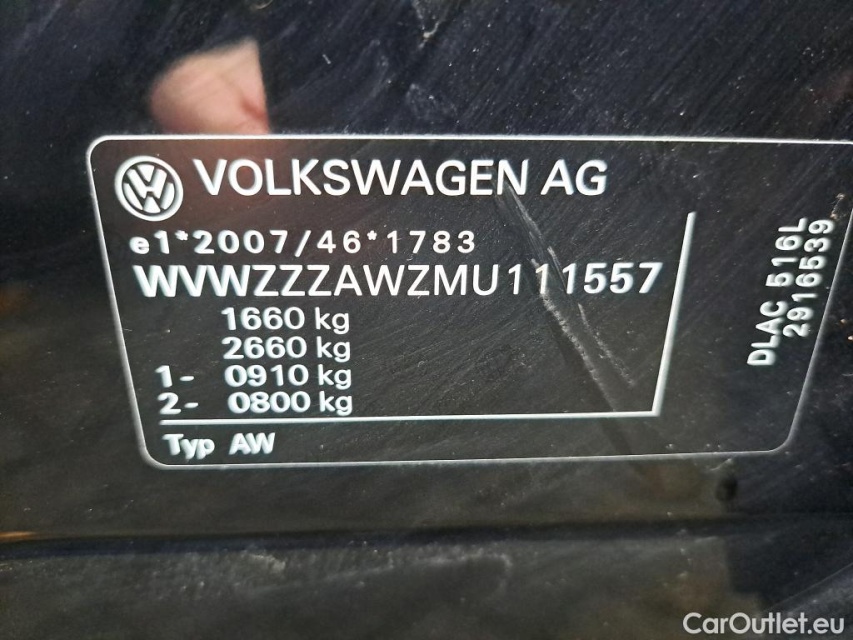 VW VOLKSWAGEN AG
e1*2007/46*1783
WVWZZZAWZMU111557
1660 kg
2660 kg
1- 0910 kg
2- 0800 kg
Typ AW
DLAC 516L
2916539
CarOutlet.eu